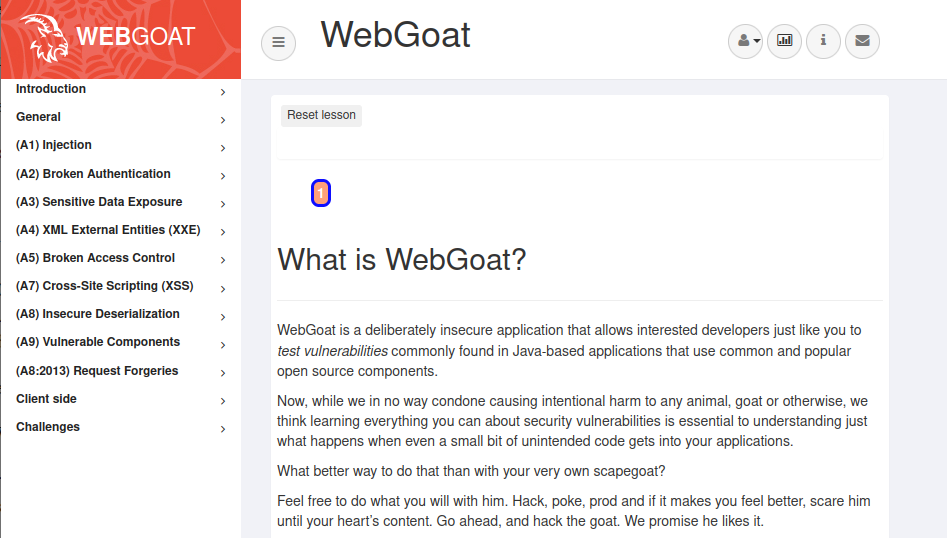 WEBGOAT
WebGoat
Introduction
General
(A1) Injection
(A2) Broken Authentication
(A3) Sensitive Data Exposure
(A4) XML External Entities (XXE)
(A5) Broken Access Control
(A7) Cross-Site Scripting (XSS)
(A8) Insecure Deserialization
(A9) Vulnerable Components
(A8:2013) Request Forgeries
Client side
Challenges
Reset lesson
1
What is WebGoat?
WebGoat is a deliberately insecure application that allows interested developers just like you to
test vulnerabilities commonly found in Java-based applications that use common and popular
open source components.
Now, while we in no way condone causing intentional harm to any animal, goat or otherwise, we
think learning everything you can about security vulnerabilities is essential to understanding just
what happens when even a small bit of unintended code gets into your applications.
What better way to do that than with your very own scapegoat?
Feel free to do what you will with him. Hack, poke, prod and if it makes you feel better, scare him
until your heart’s content. Go ahead, and hack the goat. We promise he likes it.